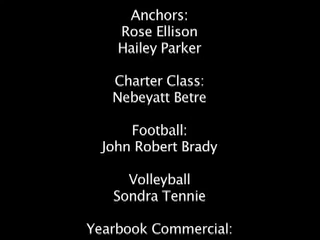 Anchors:
Rose Ellison
Hailey Parker
Charter Class:
Nebeyatt Betre
Football:
John Robert Brady
Volleyball
Sondra Tennie
Yearbook Commercial: